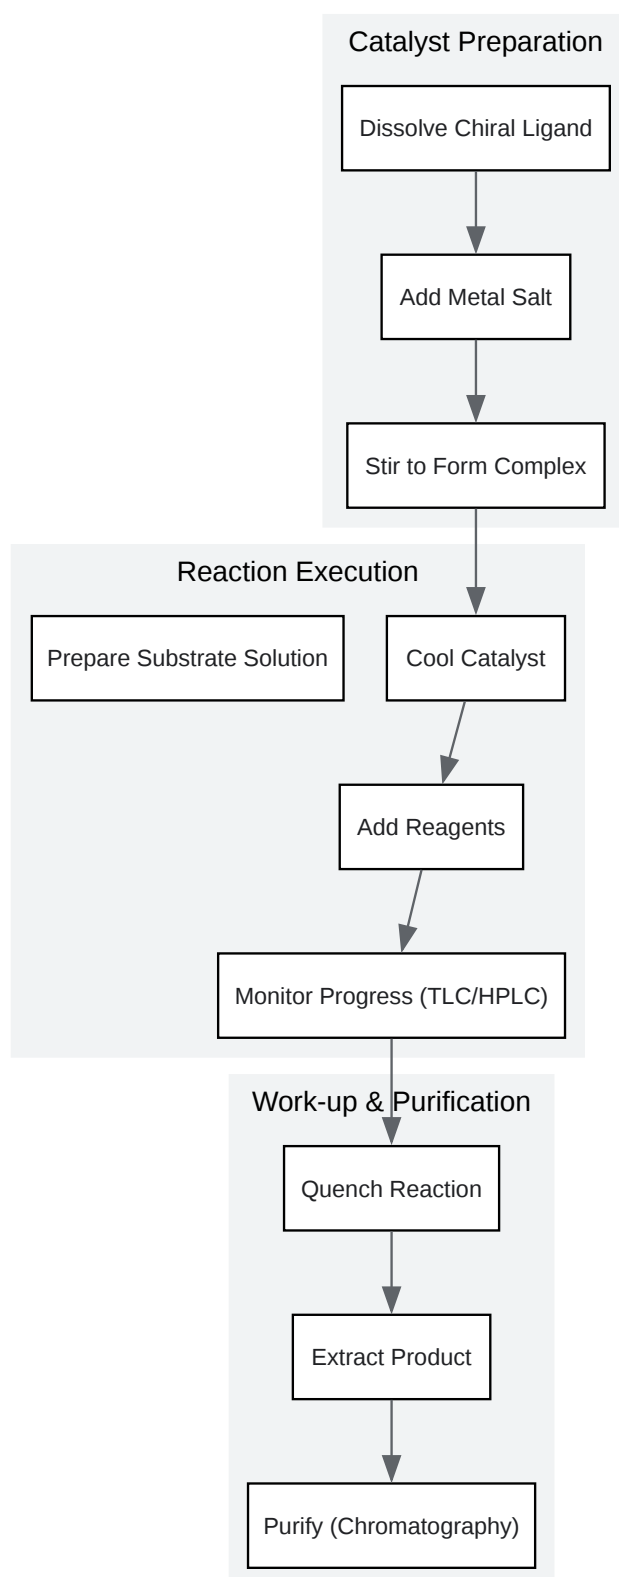 Catalyst Preparation
Dissolve Chiral Ligand
Add Metal Salt
Stir to Form Complex
Reaction Execution
Prepare Substrate Solution
Cool Catalyst
Add Reagents
Monitor Progress (TLC/HPLC)
Work-up & Purification
Quench Reaction
Extract Product
Purify (Chromatography)